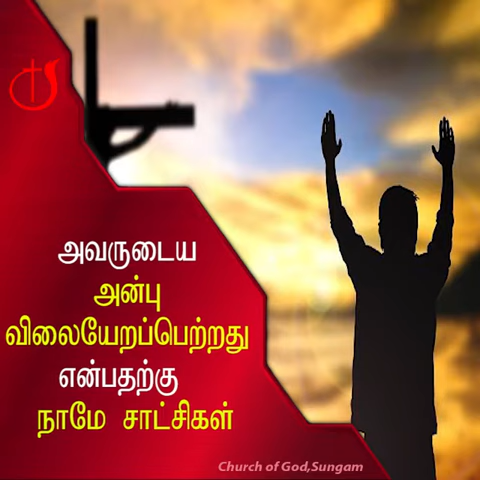 அவருடைய
அன்பு
விலையேறப்பெற்றது
என்பதற்கு
நாமே சாட்சிகள்
Church of God,Sungam